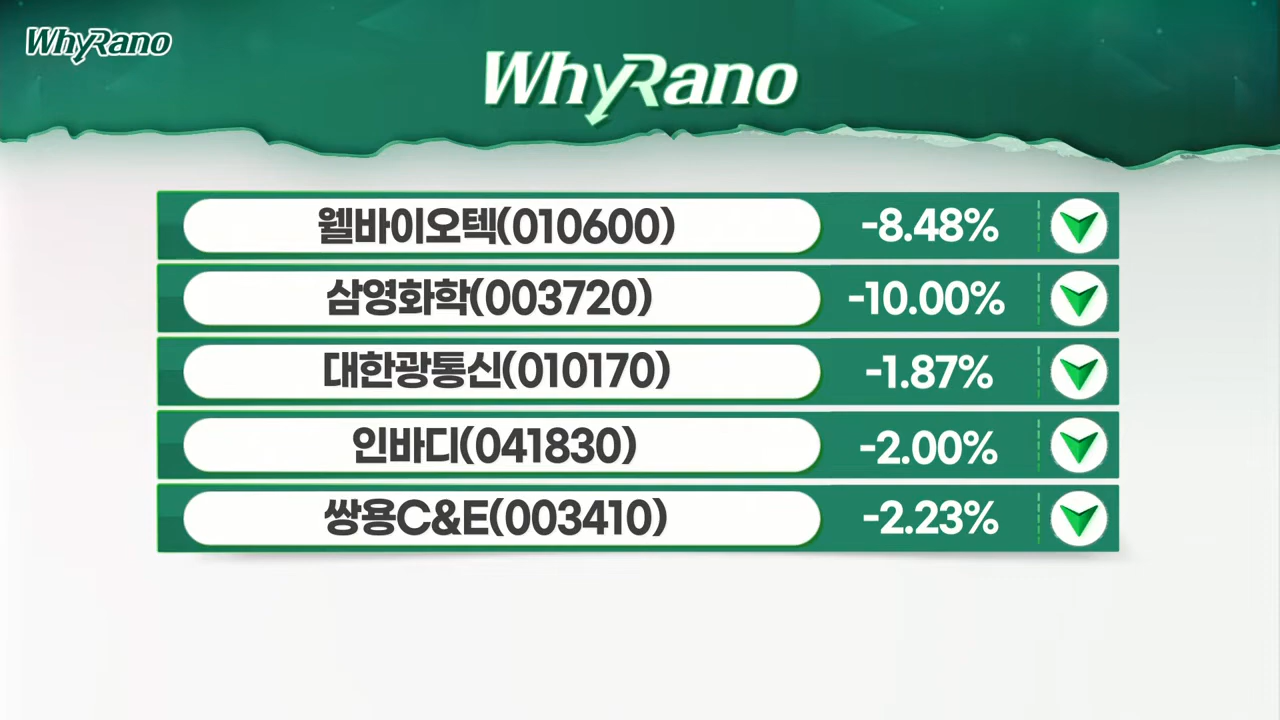 WhyRano
WhyRano
웰바이오텍(010600) -8.48%
삼영화학(003720) -10.00%
대한광통신(010170) -1.87%
인바디(041830) -2.00%
쌍용C&E(003410) -2.23%